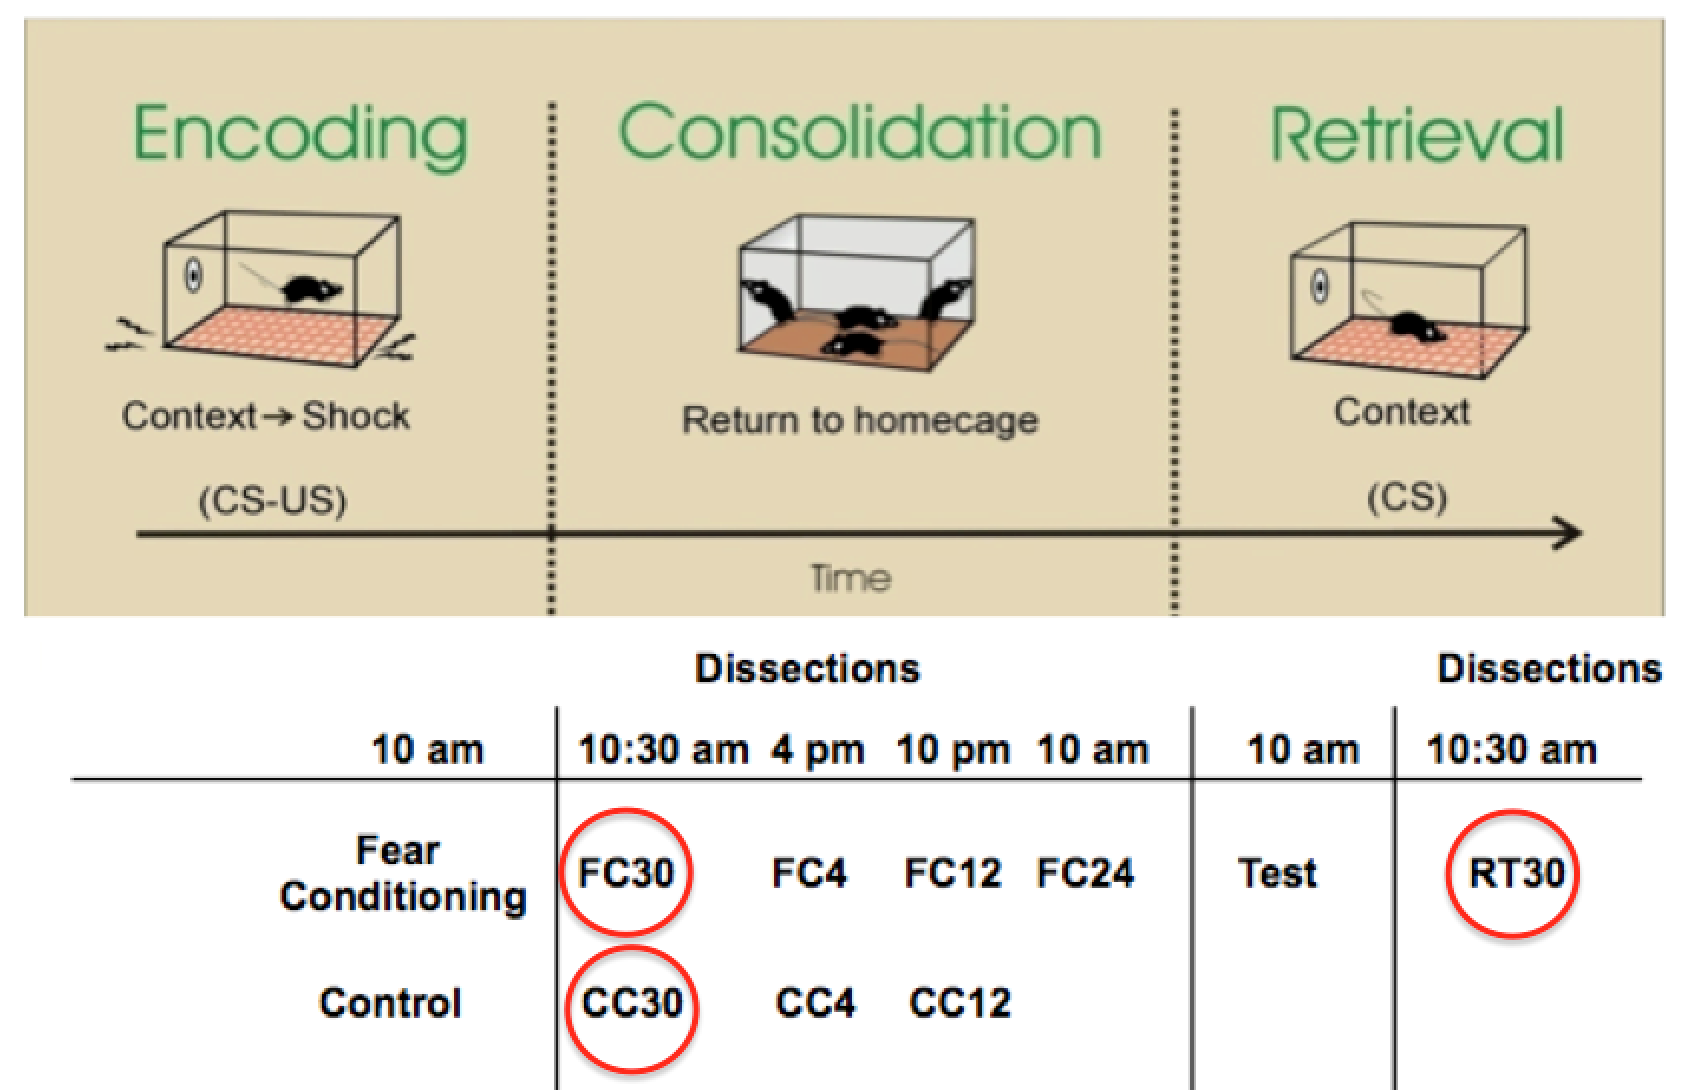 Encoding Consolidation Retrieval
Context→Shock Return to homecage Context
(CS-US) (CS)
Time
Dissections Dissections
10 am 10:30 am 4 pm 10 pm 10 am 10 am 10:30 am
Fear
Conditioning FC30 FC4 FC12 FC24 Test RT30
Control CC30 CC4 CC12